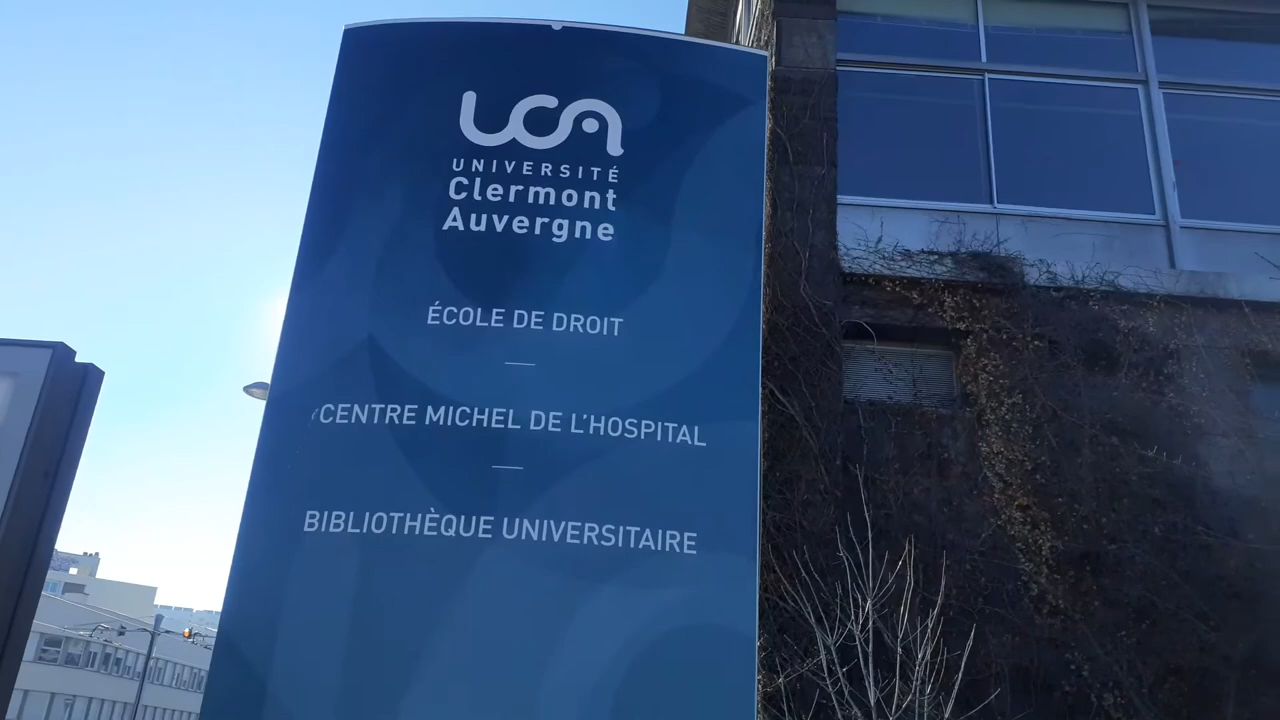 UCA
UNIVERSITÉ
Clermont
Auvergne
ÉCOLE DE DROIT
CENTRE MICHEL DE L'HOSPITAL
BIBLIOTHÈQUE UNIVERSITAIRE